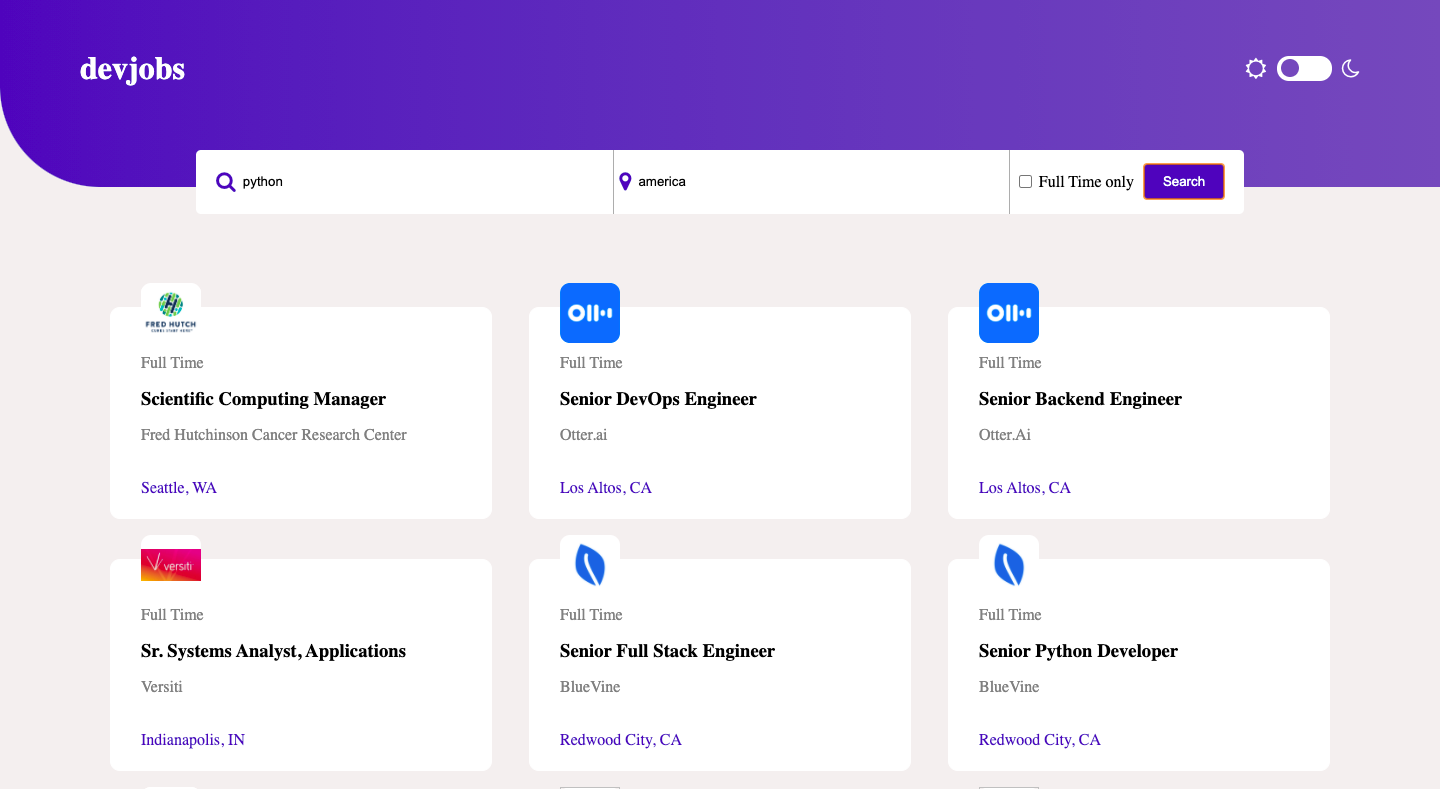 devjobs
python
america
Full Time only
Search
FRED HUTCH
Full Time
Scientific Computing Manager
Fred Hutchinson Cancer Research Center
Seattle, WA
Full Time
Senior DevOps Engineer
Otter.ai
Los Altos, CA
Full Time
Senior Backend Engineer
Otter.Ai
Los Altos, CA
versiti
Full Time
Sr. Systems Analyst, Applications
Versiti
Indianapolis, IN
Full Time
Senior Full Stack Engineer
BlueVine
Redwood City, CA
Full Time
Senior Python Developer
BlueVine
Redwood City, CA